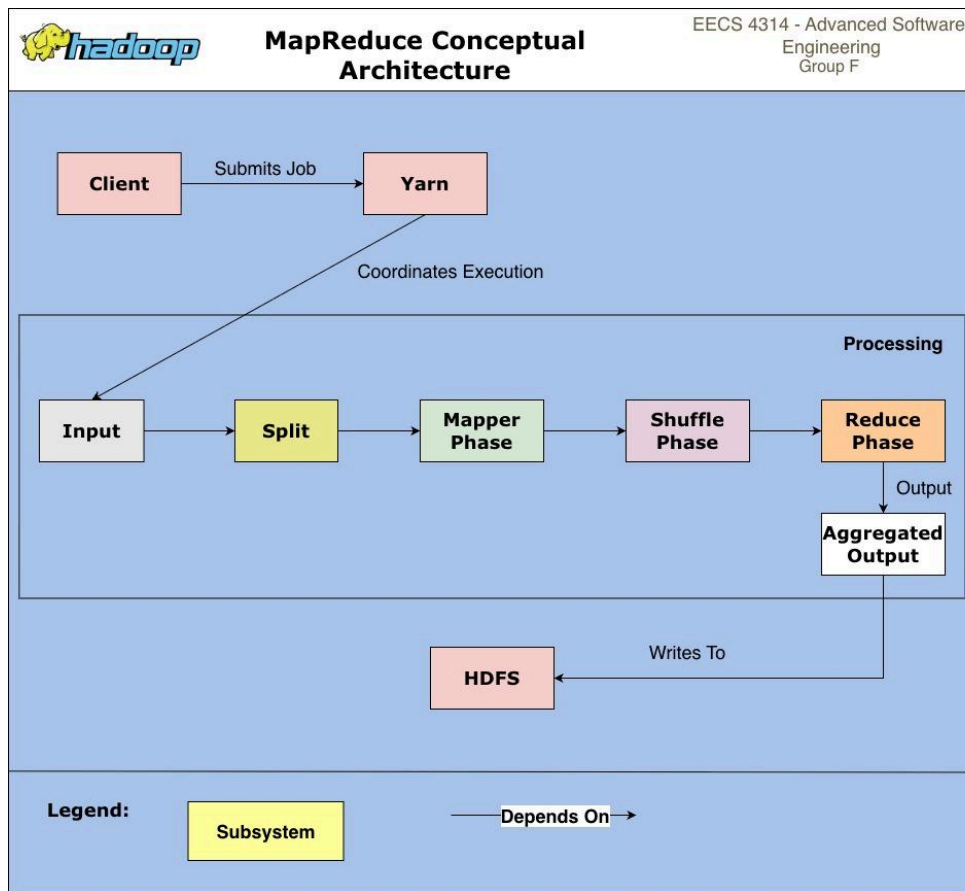 hadoop
MapReduce Conceptual
Architecture
EECS 4314 - Advanced Software
Engineering
Group F
Client
Submits Job
Yarn
Coordinates Execution
Processing
Input
Split
Mapper
Phase
Shuffle
Phase
Reduce
Phase
Output
Aggregated
Output
Writes To
HDFS
Legend:
Subsystem
Depends On